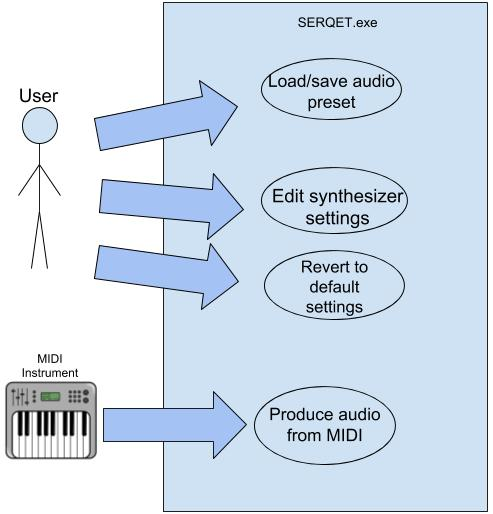 SERQET.exe
User
Load/save audio
preset
Edit synthesizer
settings
Revert to
default
settings
MIDI
Instrument
Produce audio
from MIDI